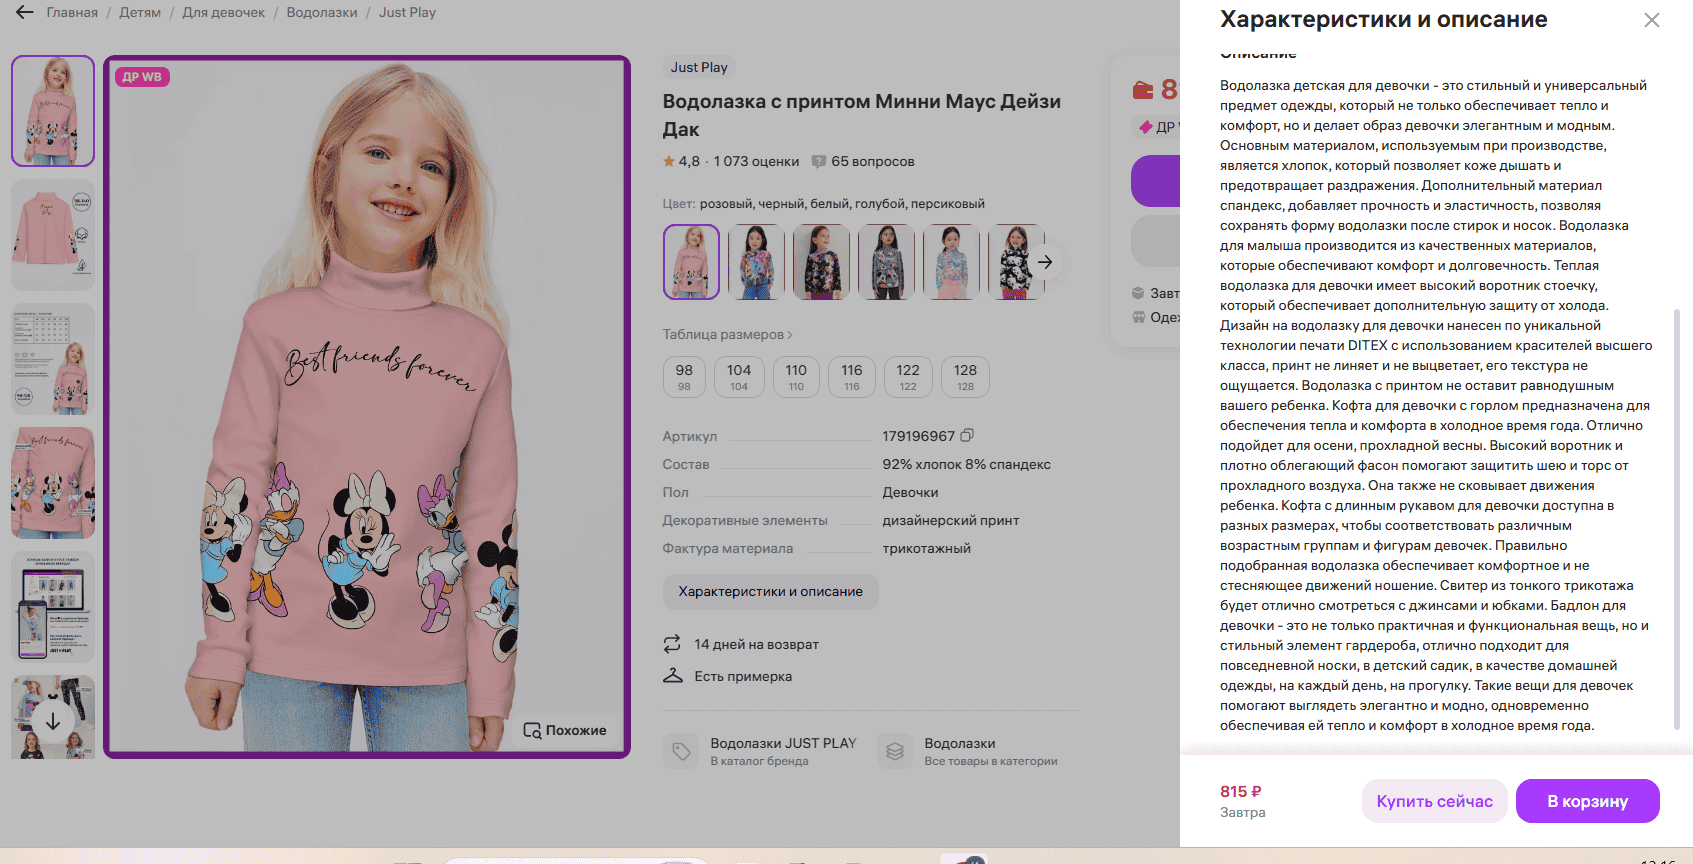 Главная / Детям / Для девочек / Водолазки / Just Play
ДР WB
Best friends forever
Похожие
Just Play
Водолазка с принтом Минни Маус Дейзи
Дак
4,8 · 1 073 оценки 65 вопросов
Цвет: розовый, черный, белый, голубой, персиковый
Таблица размеров
98 104 110 116 122 128
98 104 110 116 122 128
Артикул 179196967
Состав 92% хлопок 8% спандекс
Пол Девочки
Декоративные элементы дизайнерский принт
Фактура материала трикотажный
Характеристики и описание
14 дней на возврат
Есть примерка
Водолазки JUST PLAY
В каталог бренда
Водолазки
Все товары в категории
8
ДР
Завт
Оде
Характеристики и описание
Описание
Водолазка детская для девочки - это стильный и универсальный
предмет одежды, который не только обеспечивает тепло и
комфорт, но и делает образ девочки элегантным и модным.
Основным материалом, используемым при производстве,
является хлопок, который позволяет коже дышать и
предотвращает раздражения. Дополнительный материал
спандекс, добавляет прочность и эластичность, позволяя
сохранять форму водолазки после стирок и носок. Водолазка
для малыша производится из качественных материалов,
которые обеспечивают комфорт и долговечность. Теплая
водолазка для девочки имеет высокий воротник стоечку,
который обеспечивает дополнительную защиту от холода.
Дизайн на водолазку для девочки нанесен по уникальной
технологии печати DITEX с использованием красителей высшего
класса, принт не линяет и не выцветает, его текстура не
ощущается. Водолазка с принтом не оставит равнодушным
вашего ребенка. Кофта для девочки с горлом предназначена для
обеспечения тепла и комфорта в холодное время года. Отлично
подойдет для осени, прохладной весны. Высокий воротник и
плотно облегающий фасон помогают защитить шею и торс от
прохладного воздуха. Она также не сковывает движения
ребенка. Кофта с длинным рукавом для девочки доступна в
разных размерах, чтобы соответствовать различным
возрастным группам и фигурам девочек. Правильно
подобранная водолазка обеспечивает комфортное и не
стесняющее движений ношение. Свитер из тонкого трикотажа
будет отлично смотреться с джинсами и юбками. Бадлон для
девочки - это не только практичная и функциональная вещь, но и
стильный элемент гардероба, отлично подходит для
повседневной носки, в детский садик, в качестве домашней
одежды, на каждый день, на прогулку. Такие вещи для девочек
помогают выглядеть элегантно и модно, одновременно
обеспечивая ей тепло и комфорт в холодное время года.
815 ₽
Завтра
Купить сейчас
В корзину